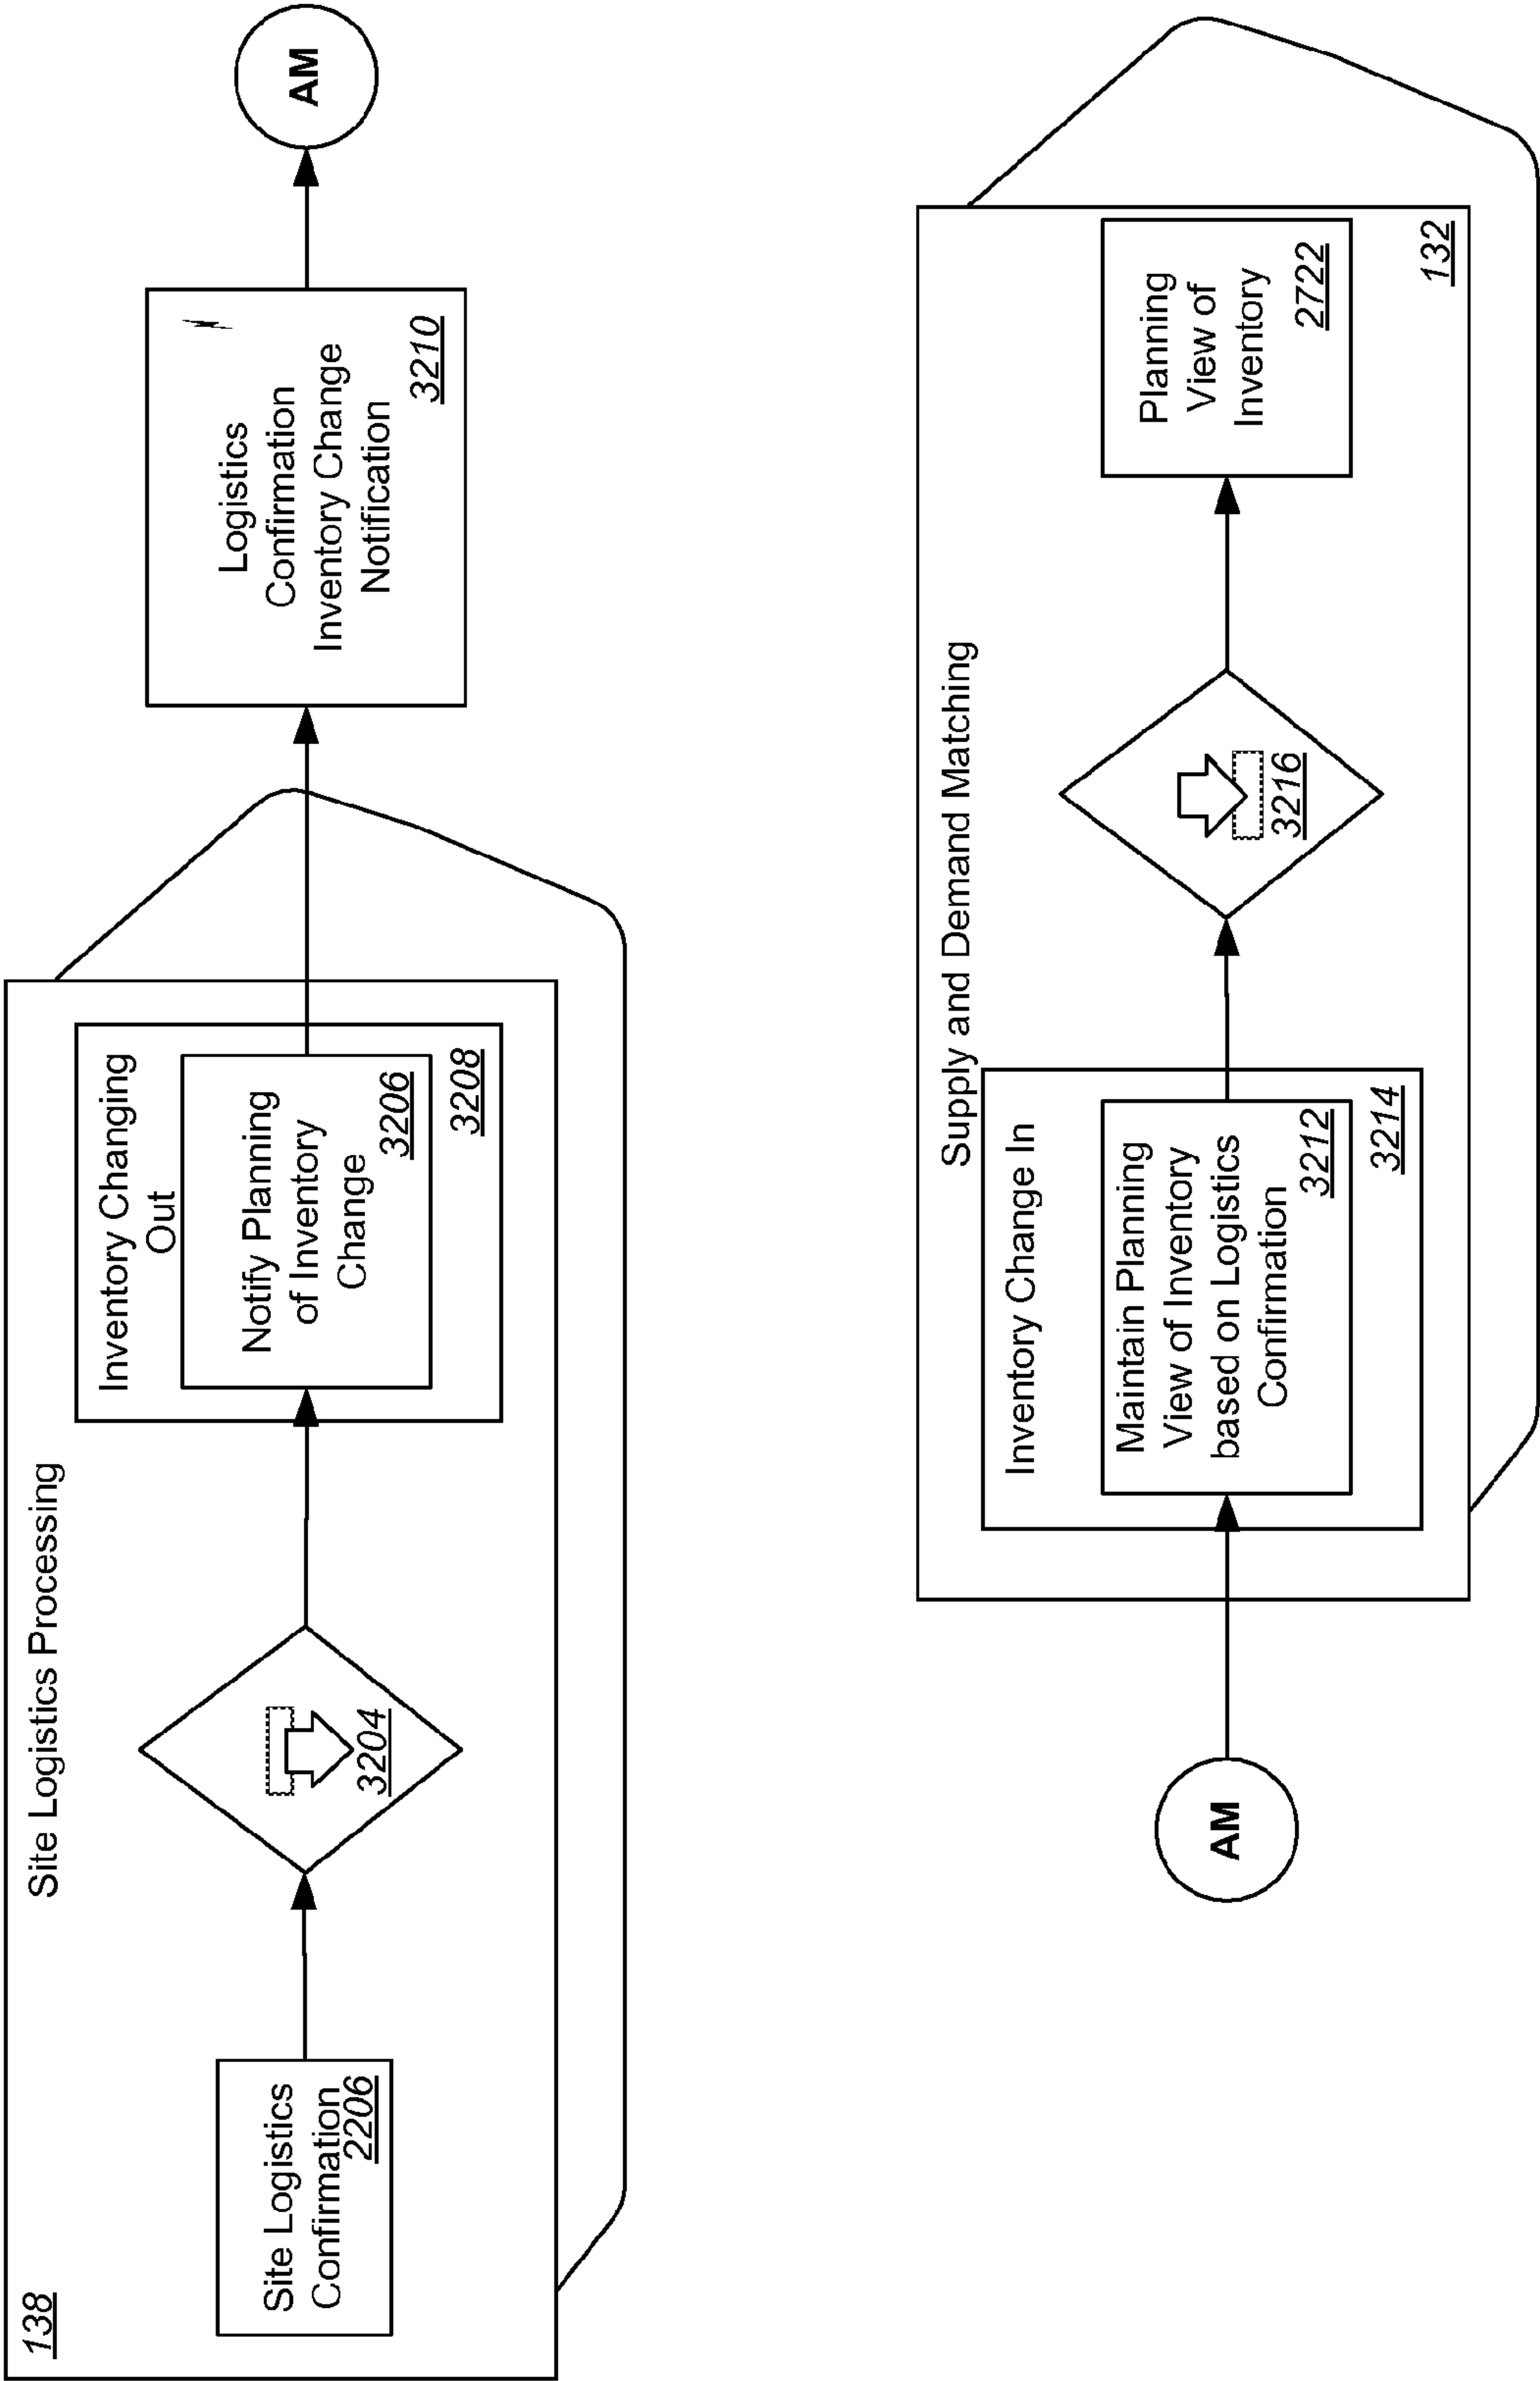 138
Site Logistics Processing
Site Logistics
Confirmation
2206
3204
Inventory Changing
Out
Notify Planning
of Inventory
Change
3206
3208
Logistics
Confirmation
Inventory Change
Notification
3210
AM
AM
Supply and Demand Matching
Inventory Change In
Maintain Planning
View of Inventory
based on Logistics
Confirmation
3212
3214
3216
Planning
View of
Inventory
2722
132